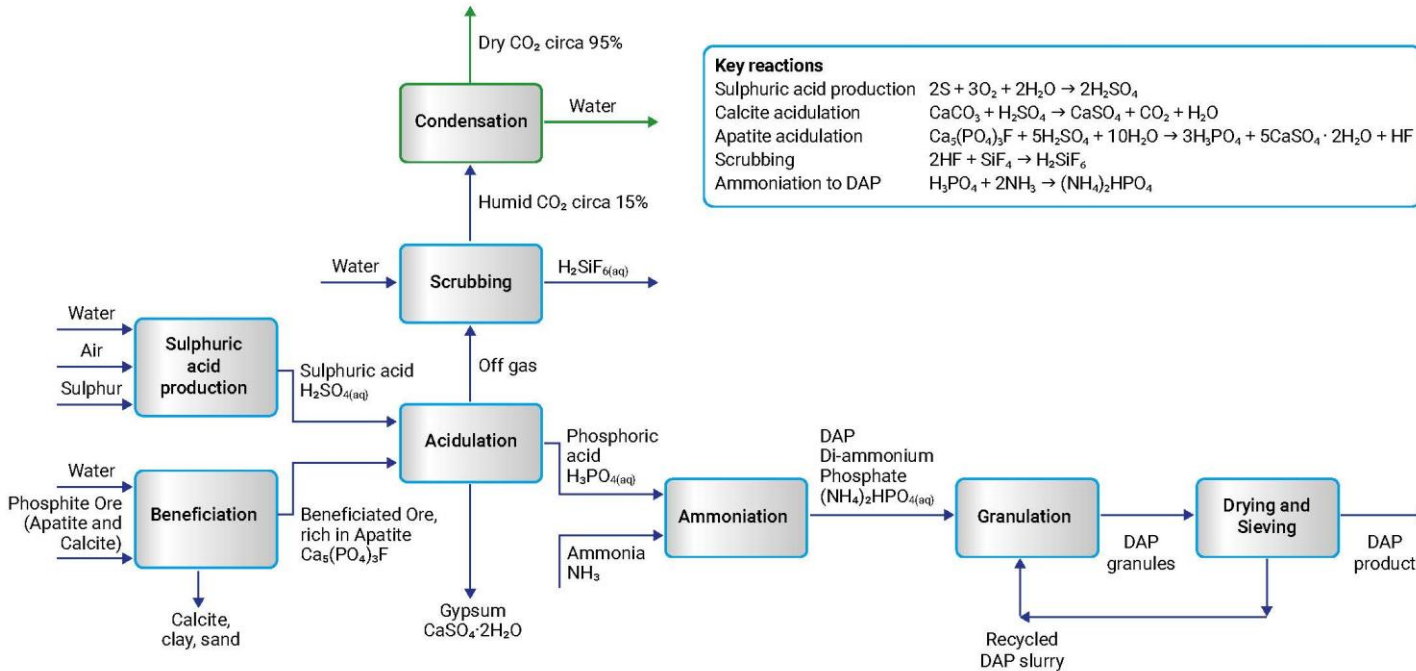 Dry CO₂ circa 95%
Condensation
Water
Humid CO₂ circa 15%
Water
Scrubbing
H₂SiF₆₍ₐq₎
Off gas
Key reactions
Sulphuric acid production 2S + 3O₂ + 2H₂O → 2H₂SO₄
Calcite acidulation CaCO₃ + H₂SO₄ → CaSO₄ + CO₂ + H₂O
Apatite acidulation Ca₅(PO₄)₃F + 5H₂SO₄ + 10H₂O → 3H₃PO₄ + 5CaSO₄ · 2H₂O + HF
Scrubbing 2HF + SiF₄ → H₂SiF₆
Ammoniation to DAP H₃PO₄ + 2NH₃ → (NH₄)₂HPO₄
Water
Air
Sulphur
Sulphuric
acid
production
Sulphuric acid
H₂SO₄₍ₐq₎
Acidulation
Water
Phosphite Ore
(Apatite and
Calcite)
Beneficiation
Beneficiated Ore,
rich in Apatite
Ca₅(PO₄)₃F
Calcite,
clay, sand
Gypsum
CaSO₄·2H₂O
Phosphoric
acid
H₃PO₄₍ₐq₎
Ammonia
NH₃
Ammoniation
DAP
Di-ammonium
Phosphate
(NH₄)₂HPO₄₍ₐq₎
Granulation
DAP
granules
Drying and
Sieving
DAP
product
Recycled
DAP slurry